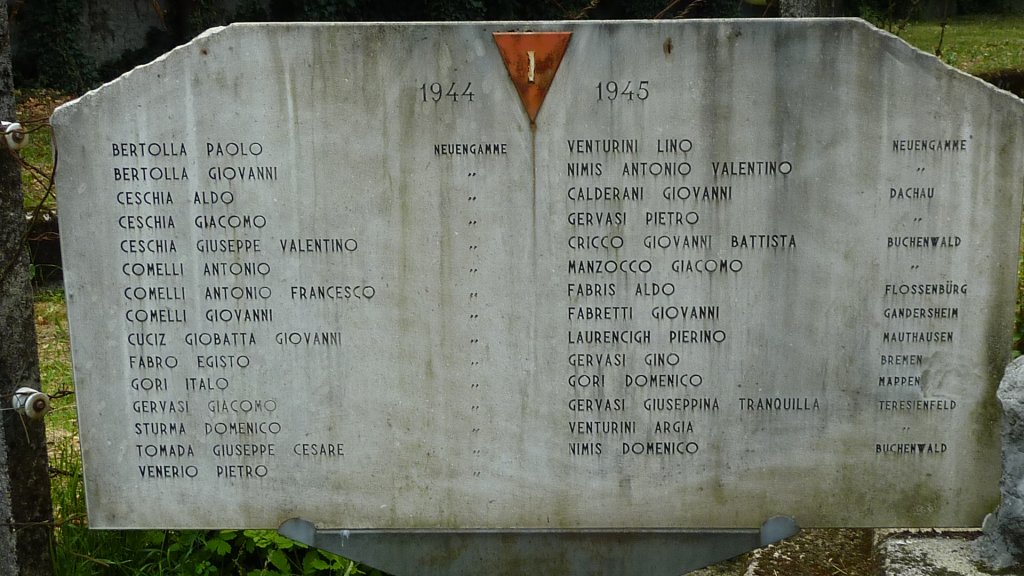 I
1944
BERTOLLA PAOLO NEUENGAMME
BERTOLLA GIOVANNI "
CESCHIA ALDO "
CESCHIA GIACOMO "
CESCHIA GIUSEPPE VALENTINO "
COMELLI ANTONIO "
COMELLI ANTONIO FRANCESCO "
COMELLI GIOVANNI "
CUCIZ GIOBATTA GIOVANNI "
FABRO EGISTO "
GORI ITALO "
GERVASI GIACOMO "
STURMA DOMENICO "
TOMADA GIUSEPPE CESARE "
VENERIO PIETRO "
1945
VENTURINI LINO NEUENGAMME
NIMIS ANTONIO VALENTINO "
CALDERANI GIOVANNI DACHAU
GERVASI PIETRO "
CRICCO GIOVANNI BATTISTA BUCHENWALD
MANZOCCO GIACOMO "
FABRIS ALDO FLOSSENBÜRG
FABRETTI GIOVANNI GANDERSHEIM
LAURENCIGH PIERINO MAUTHAUSEN
GERVASI GINO BREMEN
GORI DOMENICO MAPPEN
GERVASI GIUSEPPINA TRANQUILLA TERESIENFELD
VENTURINI ARGIA "
NIMIS DOMENICO BUCHENWALD